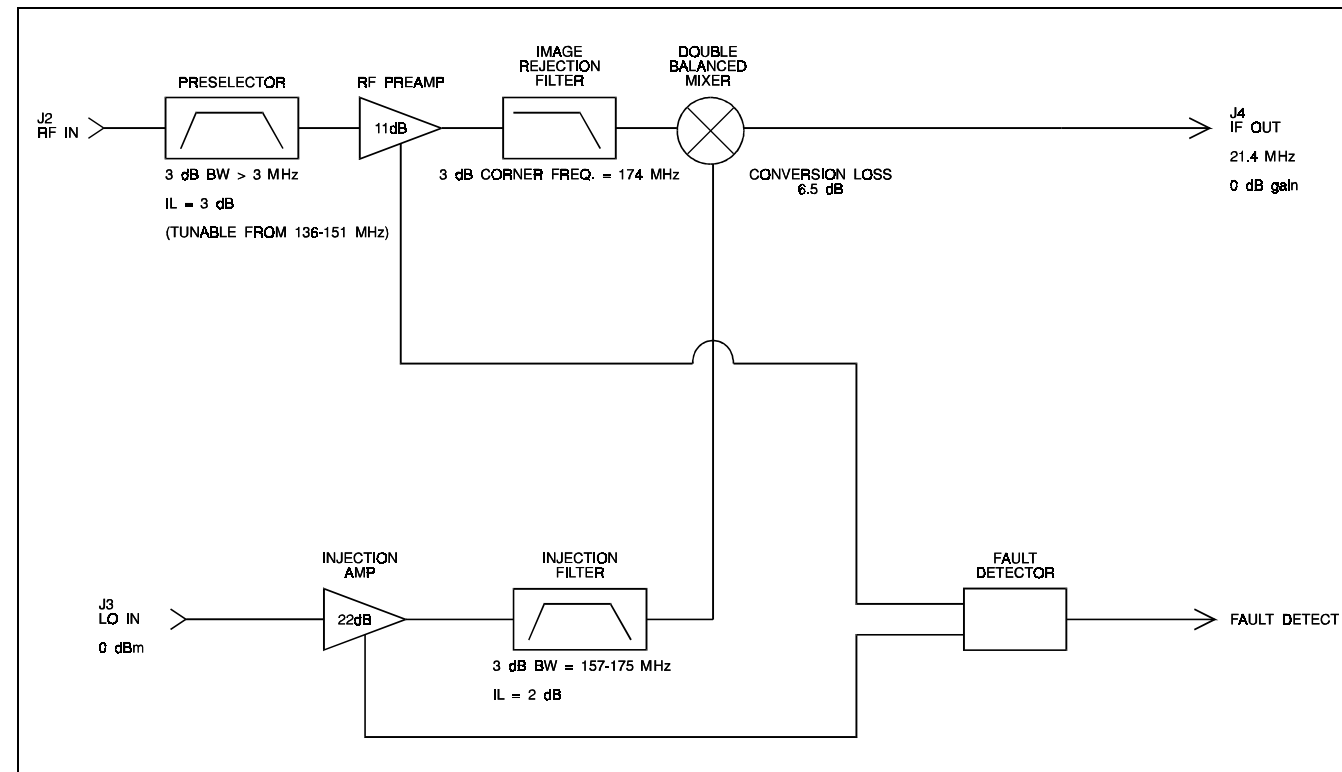 PRESELECTOR
RF PREAMP
IMAGE
REJECTION
FILTER
DOUBLE
BALANCED
MIXER
J2
RF IN
11dB
J4
IF OUT
21.4 MHz
0 dB gain
3 dB BW > 3 MHz
IL = 3 dB
(TUNABLE FROM 136-151 MHz)
3 dB CORNER FREQ. = 174 MHz
CONVERSION LOSS
6.5 dB
INJECTION
AMP
INJECTION
FILTER
FAULT
DETECTOR
J3
LO IN
0 dBm
22dB
3 dB BW = 157-175 MHz
IL = 2 dB
FAULT DETECT